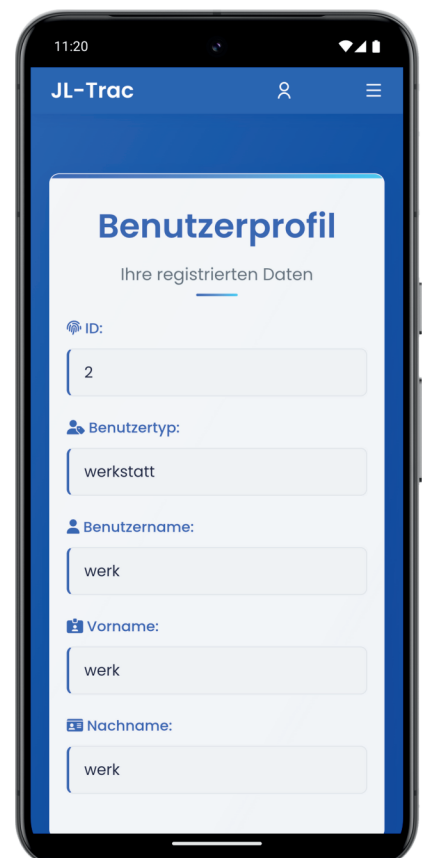 11:20
JL-Trac
Benutzerprofil
Ihre registrierten Daten
ID:
2
Benutzertyp:
werkstatt
Benutzername:
werk
Vorname:
werk
Nachname:
werk